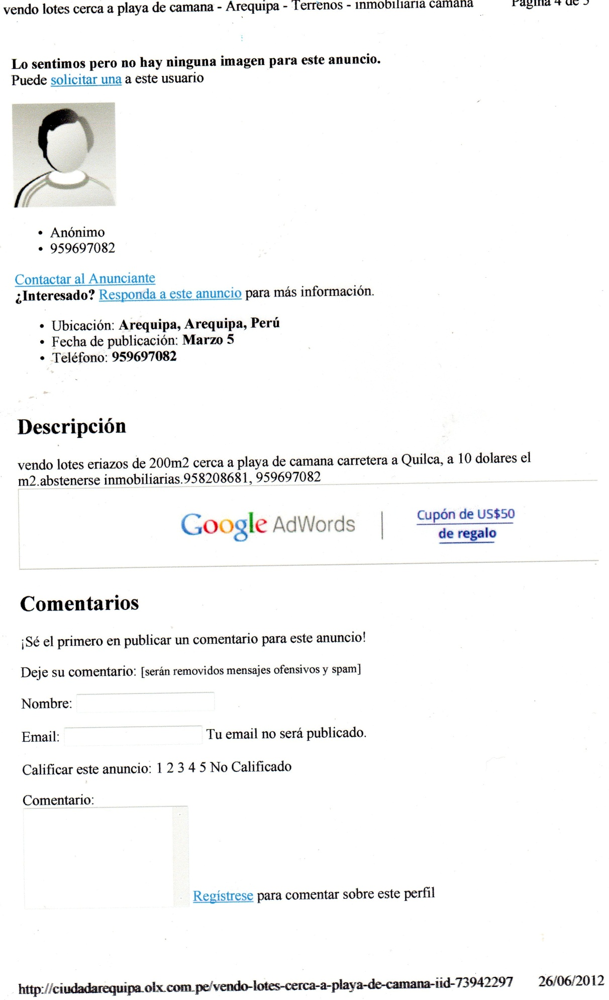 vendo lotes cerca a playa de camana - Arequipa - Terrenos - inmobiliaria camana Página 4 de 5
Lo sentimos pero no hay ninguna imagen para este anuncio.
Puede solicitar una a este usuario
• Anónimo
• 959697082
Contactar al Anunciante
¿Interesado? Responda a este anuncio para más información.
• Ubicación: Arequipa, Arequipa, Perú
• Fecha de publicación: Marzo 5
• Teléfono: 959697082
Descripción
vendo lotes eriazos de 200m2 cerca a playa de camana carretera a Quilca, a 10 dolares el
m2.abstenerse inmobiliarias.958208681, 959697082
Google AdWords | Cupón de US$50
de regalo
Comentarios
¡Sé el primero en publicar un comentario para este anuncio!
Deje su comentario: [serán removidos mensajes ofensivos y spam]
Nombre:
Email: Tu email no será publicado.
Calificar este anuncio: 1 2 3 4 5 No Calificado
Comentario:
Regístrese para comentar sobre este perfil
http://ciudadarequipa.olx.com.pe/vendo-lotes-cerca-a-playa-de-camana-iid-73942297 26/06/2012